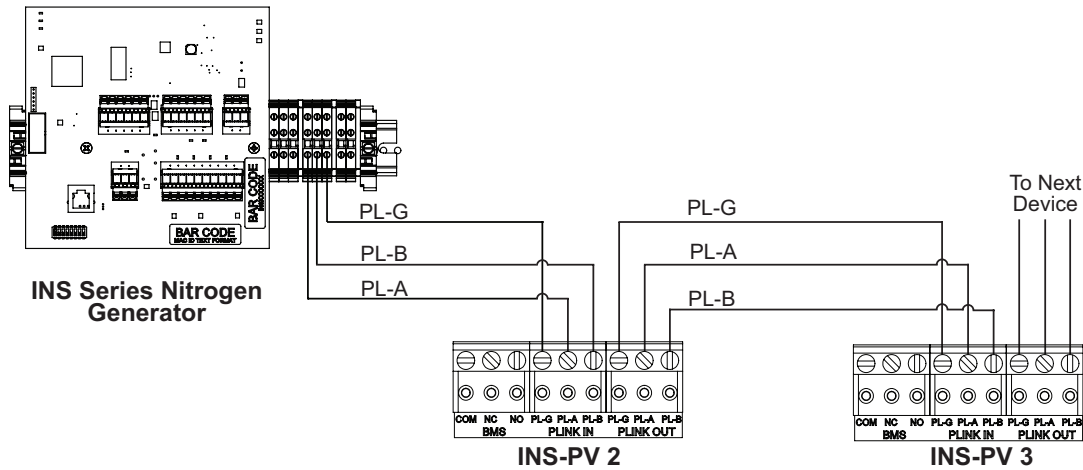 BAR CODE
BAR CODE
MAC ID TEXT FORMAT
INS Series Nitrogen
Generator
PL-G
PL-B
PL-A
PL-G
PL-A
PL-B
To Next
Device
COM NC NO PL-G PL-A PL-B PL-G PL-A PL-B
BMS PLINK IN PLINK OUT
INS-PV 2
COM NC NO PL-G PL-A PL-B PL-G PL-A PL-B
BMS PLINK IN PLINK OUT
INS-PV 3